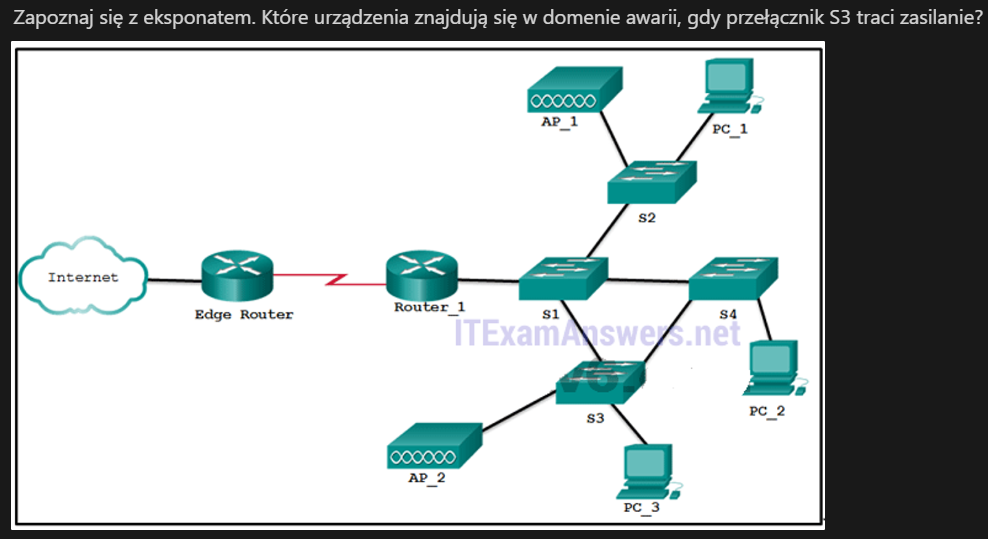 Zapoznaj się z eksponatem. Które urządzenia znajdują się w domenie awarii, gdy przełącznik S3 traci zasilanie?
AP_1
PC_1
S2
Internet
Edge Router
Router_1
S1
S4
ITExamAnswers.net
S3
PC_2
AP_2
PC_3